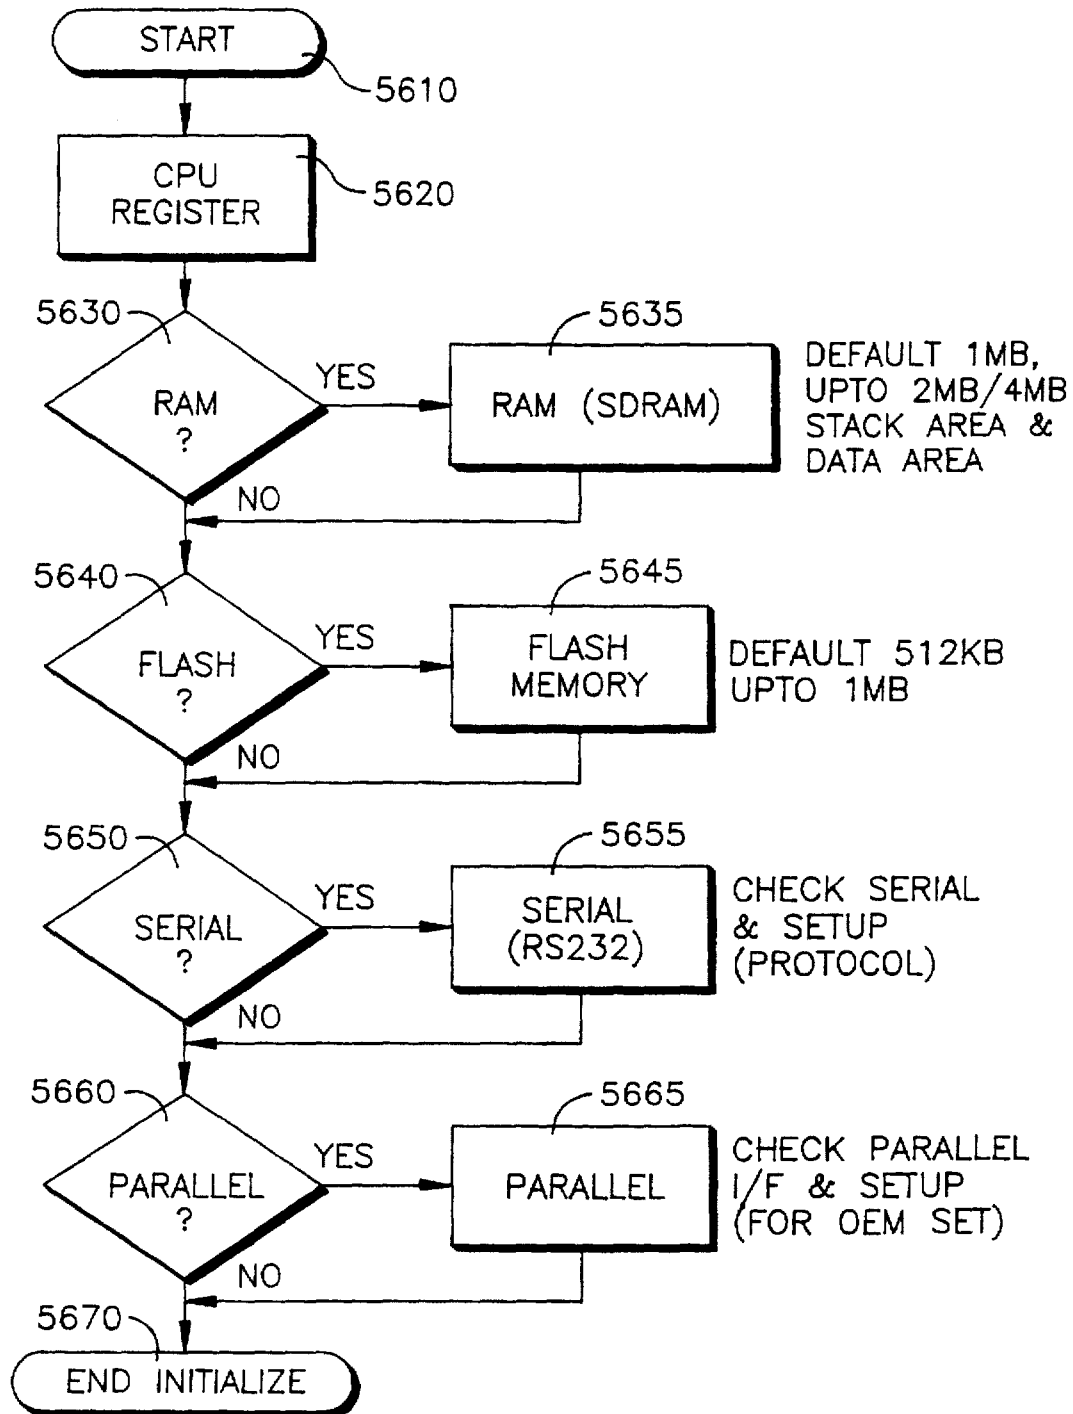 START
5610
CPU
REGISTER
5620
5630
RAM
?
YES
NO
5635
RAM (SDRAM)
DEFAULT 1MB,
UPTO 2MB/4MB
STACK AREA &
DATA AREA
5640
FLASH
?
YES
NO
5645
FLASH
MEMORY
DEFAULT 512KB
UPTO 1MB
5650
SERIAL
?
YES
NO
5655
SERIAL
(RS232)
CHECK SERIAL
& SETUP
(PROTOCOL)
5660
PARALLEL
?
YES
NO
5665
PARALLEL
CHECK PARALLEL
I/F & SETUP
(FOR OEM SET)
5670
END INITIALIZE